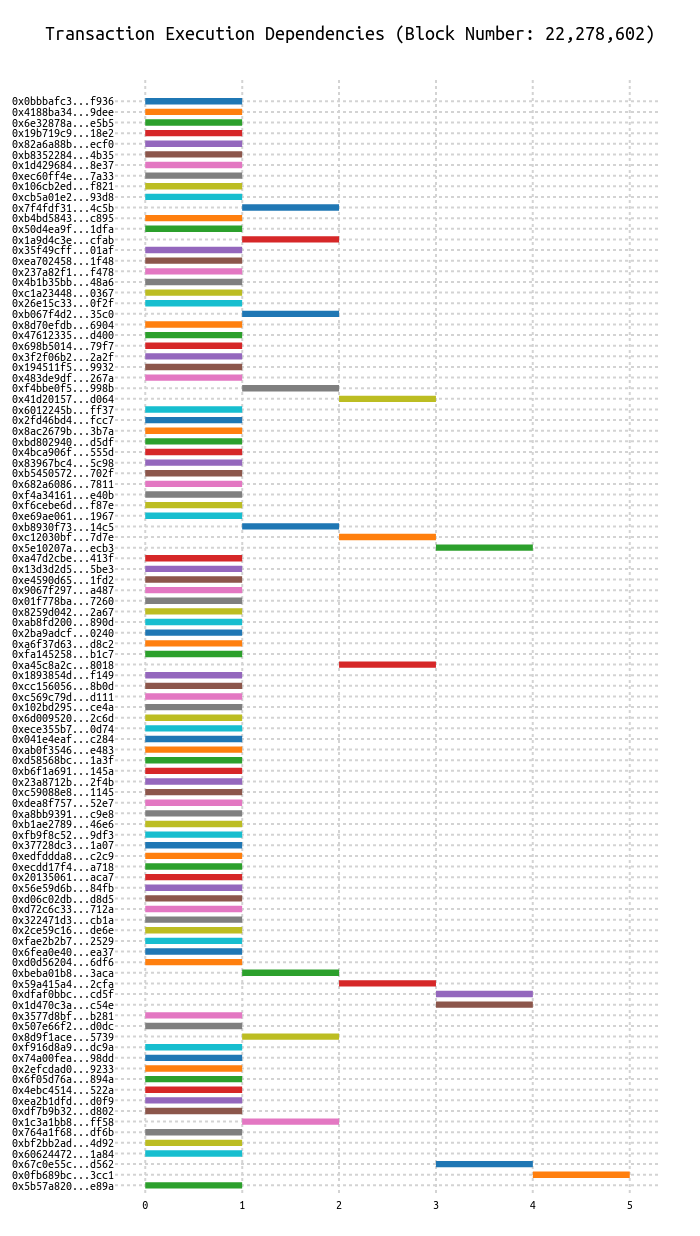 Transaction Execution Dependencies (Block Number: 22,278,602)
0x0bbbafc3...f936
0x4188ba34...9dee
0x6e32878a...e5b5
0x19b719c9...18e2
0x82a6a88b...ecf0
0xb8352284...4b35
0x1d429684...8e37
0xec60ff4e...7a33
0x106cb2ed...f821
0xcb5a01e2...93d8
0x7f4fdf31...4c5b
0xb4bd5843...c895
0x50d4ea9f...1dfa
0x1a9d4c3e...cfab
0x35f49cff...01af
0xea702458...1f48
0x237a82f1...f478
0x4b1b35bb...48a6
0xc1a23448...0367
0x26e15c33...0f2f
0xb067f4d2...35c0
0x8d70efdb...6904
0x47612335...d400
0x698b5014...79f7
0x3f2f06b2...2a2f
0x194511f5...9932
0x483de9df...267a
0xf4bbe0f5...998b
0x41d20157...d064
0x6012245b...ff37
0x2fd46bd4...fcc7
0x8ac2679b...3b7a
0xbd802940...d5df
0x4bca906f...555d
0x83967bc4...5c98
0xb5450572...702f
0x682a6086...7811
0xf4a34161...e40b
0xf6cebe6d...f87e
0xe69ae061...1967
0xb8930f73...14c5
0xc12030bf...7d7e
0x5e10207a...ecb3
0xa47d2cbe...413f
0x13d3d2d5...5be3
0xe4590d65...1fd2
0x9067f297...a487
0x01f778ba...7260
0x8259d042...2a67
0xab8fd200...890d
0x2ba9adcf...0240
0xa6f37d63...d8c2
0xfa145258...b1c7
0xa45c8a2c...8018
0x1893854d...f149
0xcc156056...8b0d
0xc569c79d...d111
0x102bd295...ce4a
0x6d009520...2c6d
0xece355b7...0d74
0x041e4eaf...c284
0xab0f3546...e483
0xd58568bc...1a3f
0xb6f1a691...145a
0x23a8712b...2f4b
0xc59088e8...1145
0xdea8f757...52e7
0xa8bb9391...c9e8
0xb1ae2789...46e6
0xfb9f8c52...9df3
0x37728dc3...1a07
0xedfddda8...c2c9
0xecdd17f4...a718
0x20135061...aca7
0x56e59d6b...84fb
0xd06c02db...d8d5
0xd72c6c33...712a
0x322471d3...cb1a
0x2ce59c16...de6e
0xfae2b2b7...2529
0x6fea0e40...ea37
0xd0d56204...6df6
0xbeba01b8...3aca
0x59a415a4...2cfa
0xdfaf0bbc...cd5f
0x1d470c3a...c54e
0x3577d8bf...b281
0x507e66f2...d0dc
0x8d9f1ace...5739
0xf916d8a9...dc9a
0x74a00fea...98dd
0x2efcdad0...9233
0x6f05d76a...894a
0x4ebc4514...522a
0xea2b1dfd...d0f9
0xdf7b9b32...d802
0x1c3a1bb8...ff58
0x764a1f68...df6b
0xbf2bb2ad...4d92
0x60624472...1a84
0x67c0e55c...d562
0x0fb689bc...3cc1
0x5b57a820...e89a
0 1 2 3 4 5